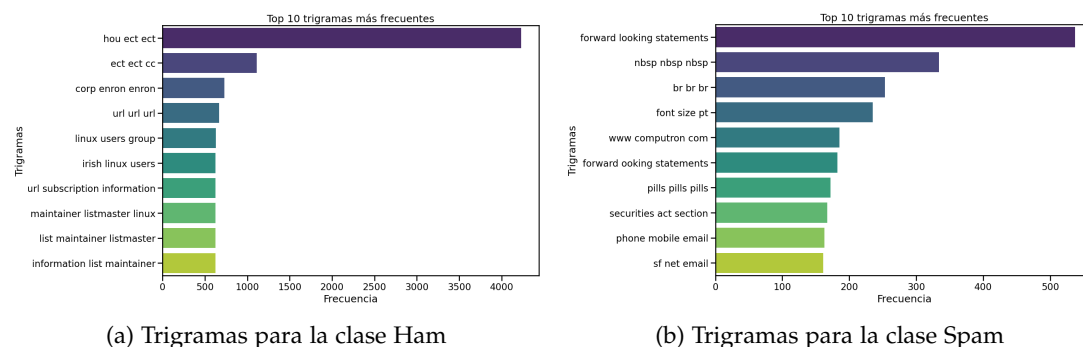 Top 10 trigramas más frecuentes
Trigramas
hou ect ect
ect ect cc
corp enron enron
url url url
linux users group
irish linux users
url subscription information
maintainer listmaster linux
list maintainer listmaster
information list maintainer
0 500 1000 1500 2000 2500 3000 3500 4000
Frecuencia
(a) Trigramas para la clase Ham
Top 10 trigramas más frecuentes
Trigramas
forward looking statements
nbsp nbsp nbsp
br br br
font size pt
www computron com
forward ooking statements
pills pills pills
securities act section
phone mobile email
sf net email
0 100 200 300 400 500
Frecuencia
(b) Trigramas para la clase Spam